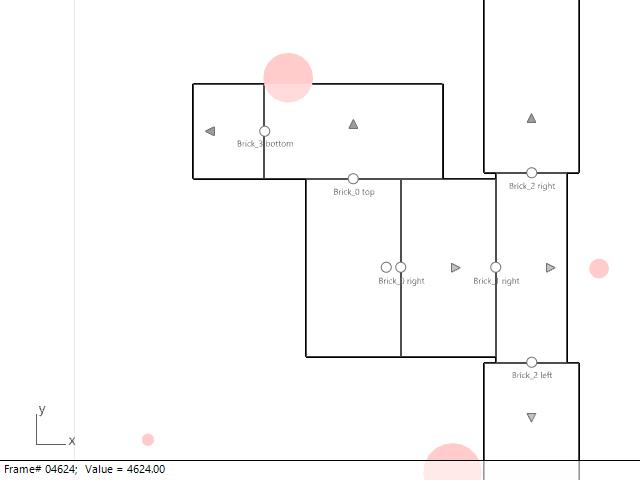 Brick_3 bottom
Brick_2 right
Brick_0 top
Brick_0 right
Brick_1 right
Brick_2 left
y
x
Frame# 04624; Value = 4624.00